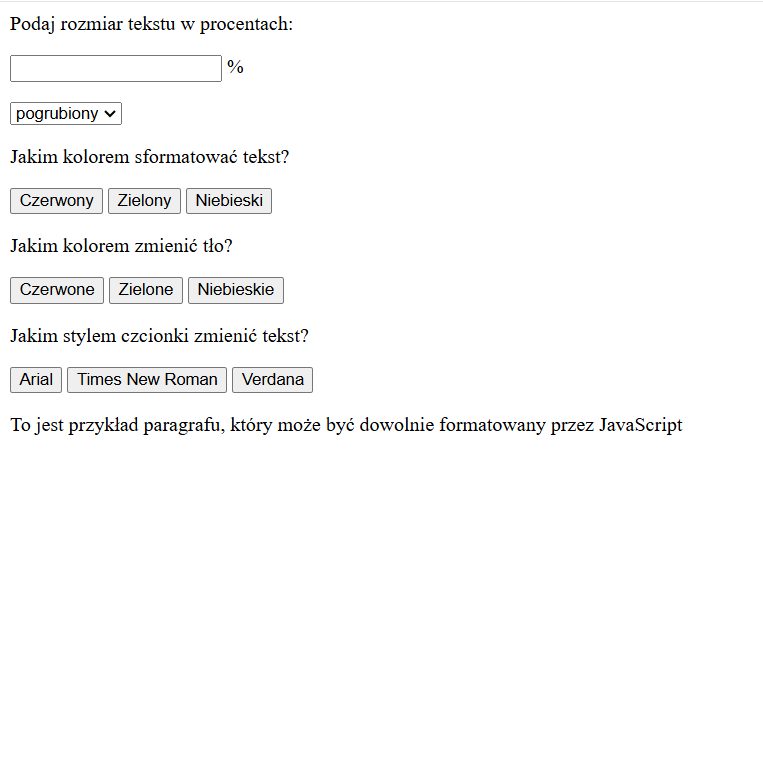 Podaj rozmiar tekstu w procentach:
%
pogrubiony
Jakim kolorem sformatować tekst?
Czerwony Zielony Niebieski
Jakim kolorem zmienić tło?
Czerwone Zielone Niebieskie
Jakim stylem czcionki zmienić tekst?
Arial Times New Roman Verdana
To jest przykład paragrafu, który może być dowolnie formatowany przez JavaScript